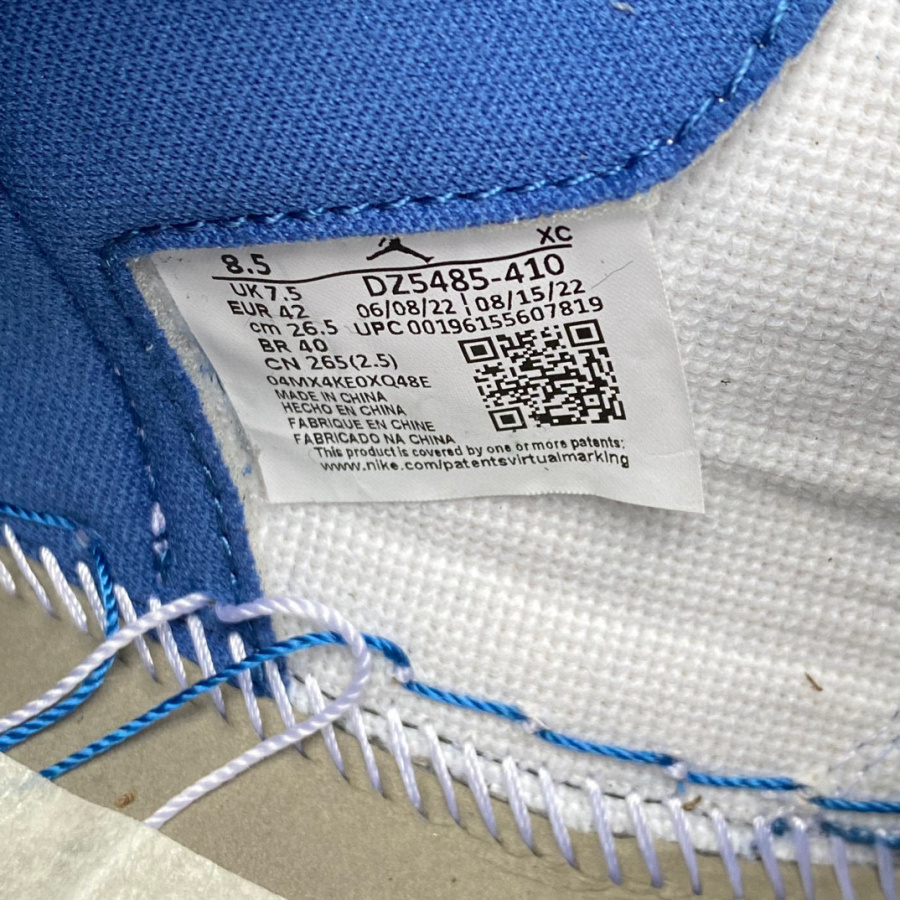 XC
8.5
DZ5485-410
UK 7.5
06/08/22 | 08/15/22
EUR 42
UPC 00196155607819
cm 26.5
BR 40
CN 265(2.5)
04MX4KE0XQ48E
MADE IN CHINA
HECHO EN CHINA
FABRIQUE EN CHINE
FABRICADO NA CHINA
This product is covered by one or more patents:
www.nike.com/patentsvirtualmarking